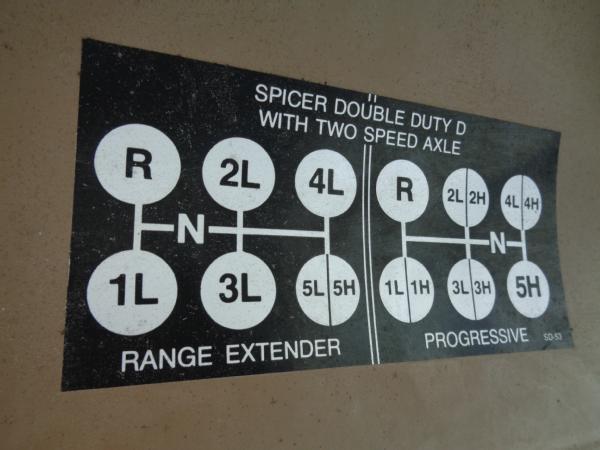 SPICER DOUBLE DUTY D
WITH TWO SPEED AXLE
R 2L 4L
N
1L 3L 5L 5H
RANGE EXTENDER
R 2L 2H 4L 4H
N
1L 1H 3L 3H 5H
PROGRESSIVE
SD-53